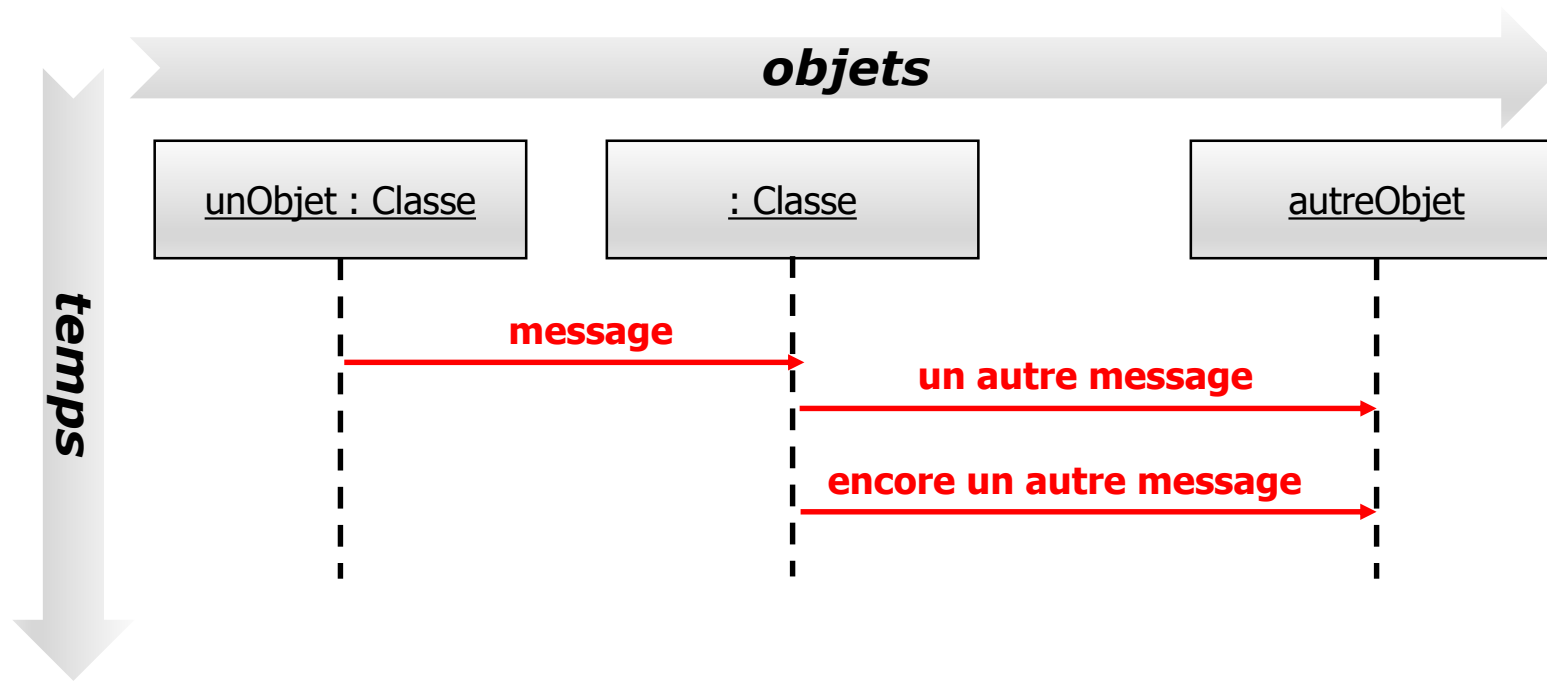 objets
unObjet : Classe
: Classe
autreObjet
temps
message
un autre message
encore un autre message